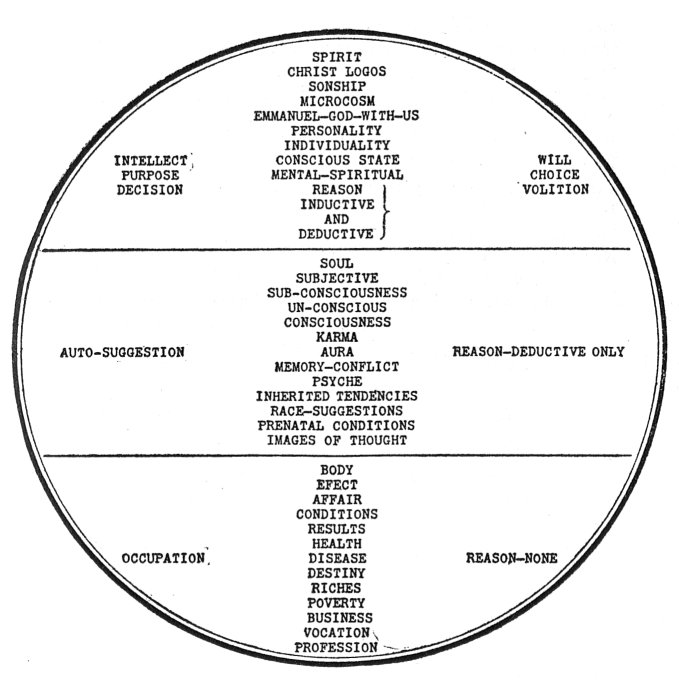 SPIRIT
CHRIST LOGOS
SONSHIP
MICROCOSM
EMMANUEL—GOD—WITH—US
PERSONALITY
INDIVIDUALITY
INTELLECT
PURPOSE
DECISION
CONSCIOUS STATE
MENTAL—SPIRITUAL
REASON
INDUCTIVE
AND
DEDUCTIVE
WILL
CHOICE
VOLITION
SOUL
SUBJECTIVE
SUB—CONSCIOUSNESS
UN—CONSCIOUS
CONSCIOUSNESS
KARMA
AUTO-SUGGESTION
AURA
REASON—DEDUCTIVE ONLY
MEMORY—CONFLICT
PSYCHE
INHERITED TENDENCIES
RACE—SUGGESTIONS
PRENATAL CONDITIONS
IMAGES OF THOUGHT
BODY
EFECT
AFFAIR
CONDITIONS
RESULTS
HEALTH
OCCUPATION
DISEASE
REASON—NONE
DESTINY
RICHES
POVERTY
BUSINESS
VOCATION
PROFESSION